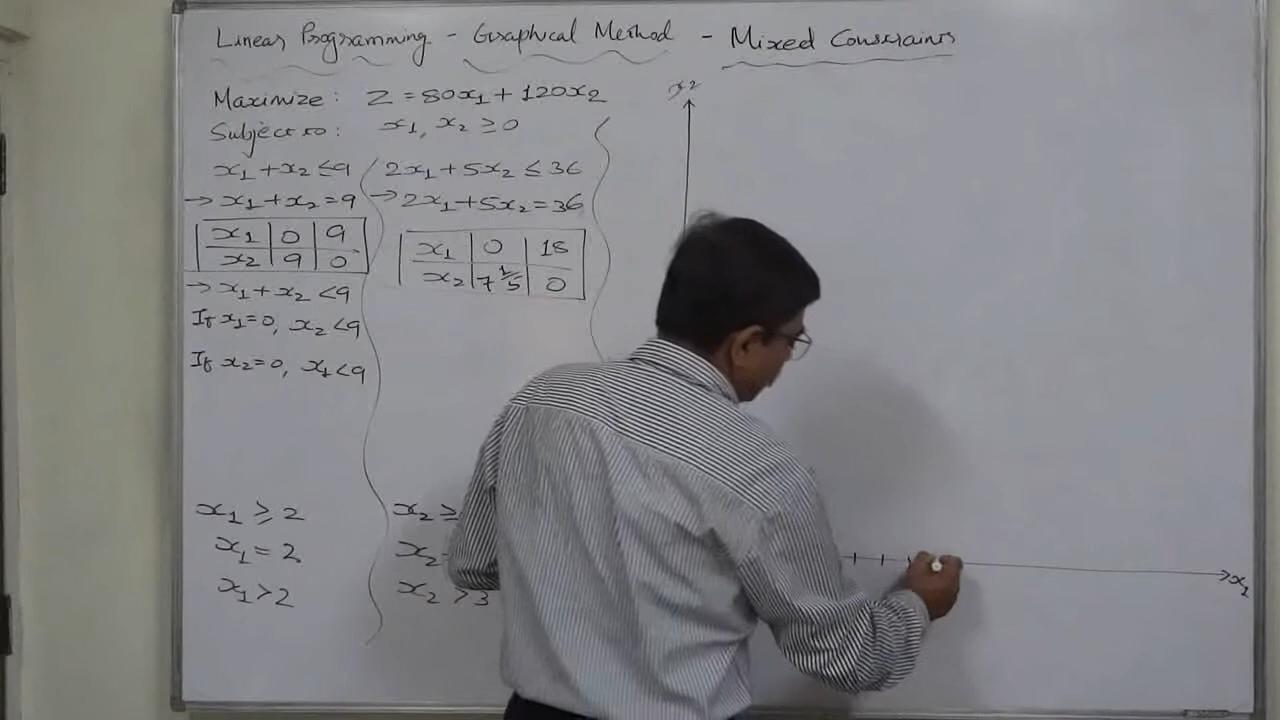 Linear Programming - Graphical Method - Mixed Constraints
Maximize: Z = 80x₁ + 120x₂
Subject to: x₁, x₂ ≥ 0
x₁ + x₂ ≤ 9
→ x₁ + x₂ = 9
x₁ | 0 | 9
x₂ | 9 | 0
→ x₁ + x₂ < 9
If x₁ = 0, x₂ < 9
If x₂ = 0, x₁ < 9
2x₁ + 5x₂ ≤ 36
→ 2x₁ + 5x₂ = 36
x₁ | 0 | 18
x₂ | 7 1/5 | 0
x₁ ≥ 2
x₁ = 2
x₁ > 2
x₂ ≥
x₂ =
x₂ > 3
x₂
x₁